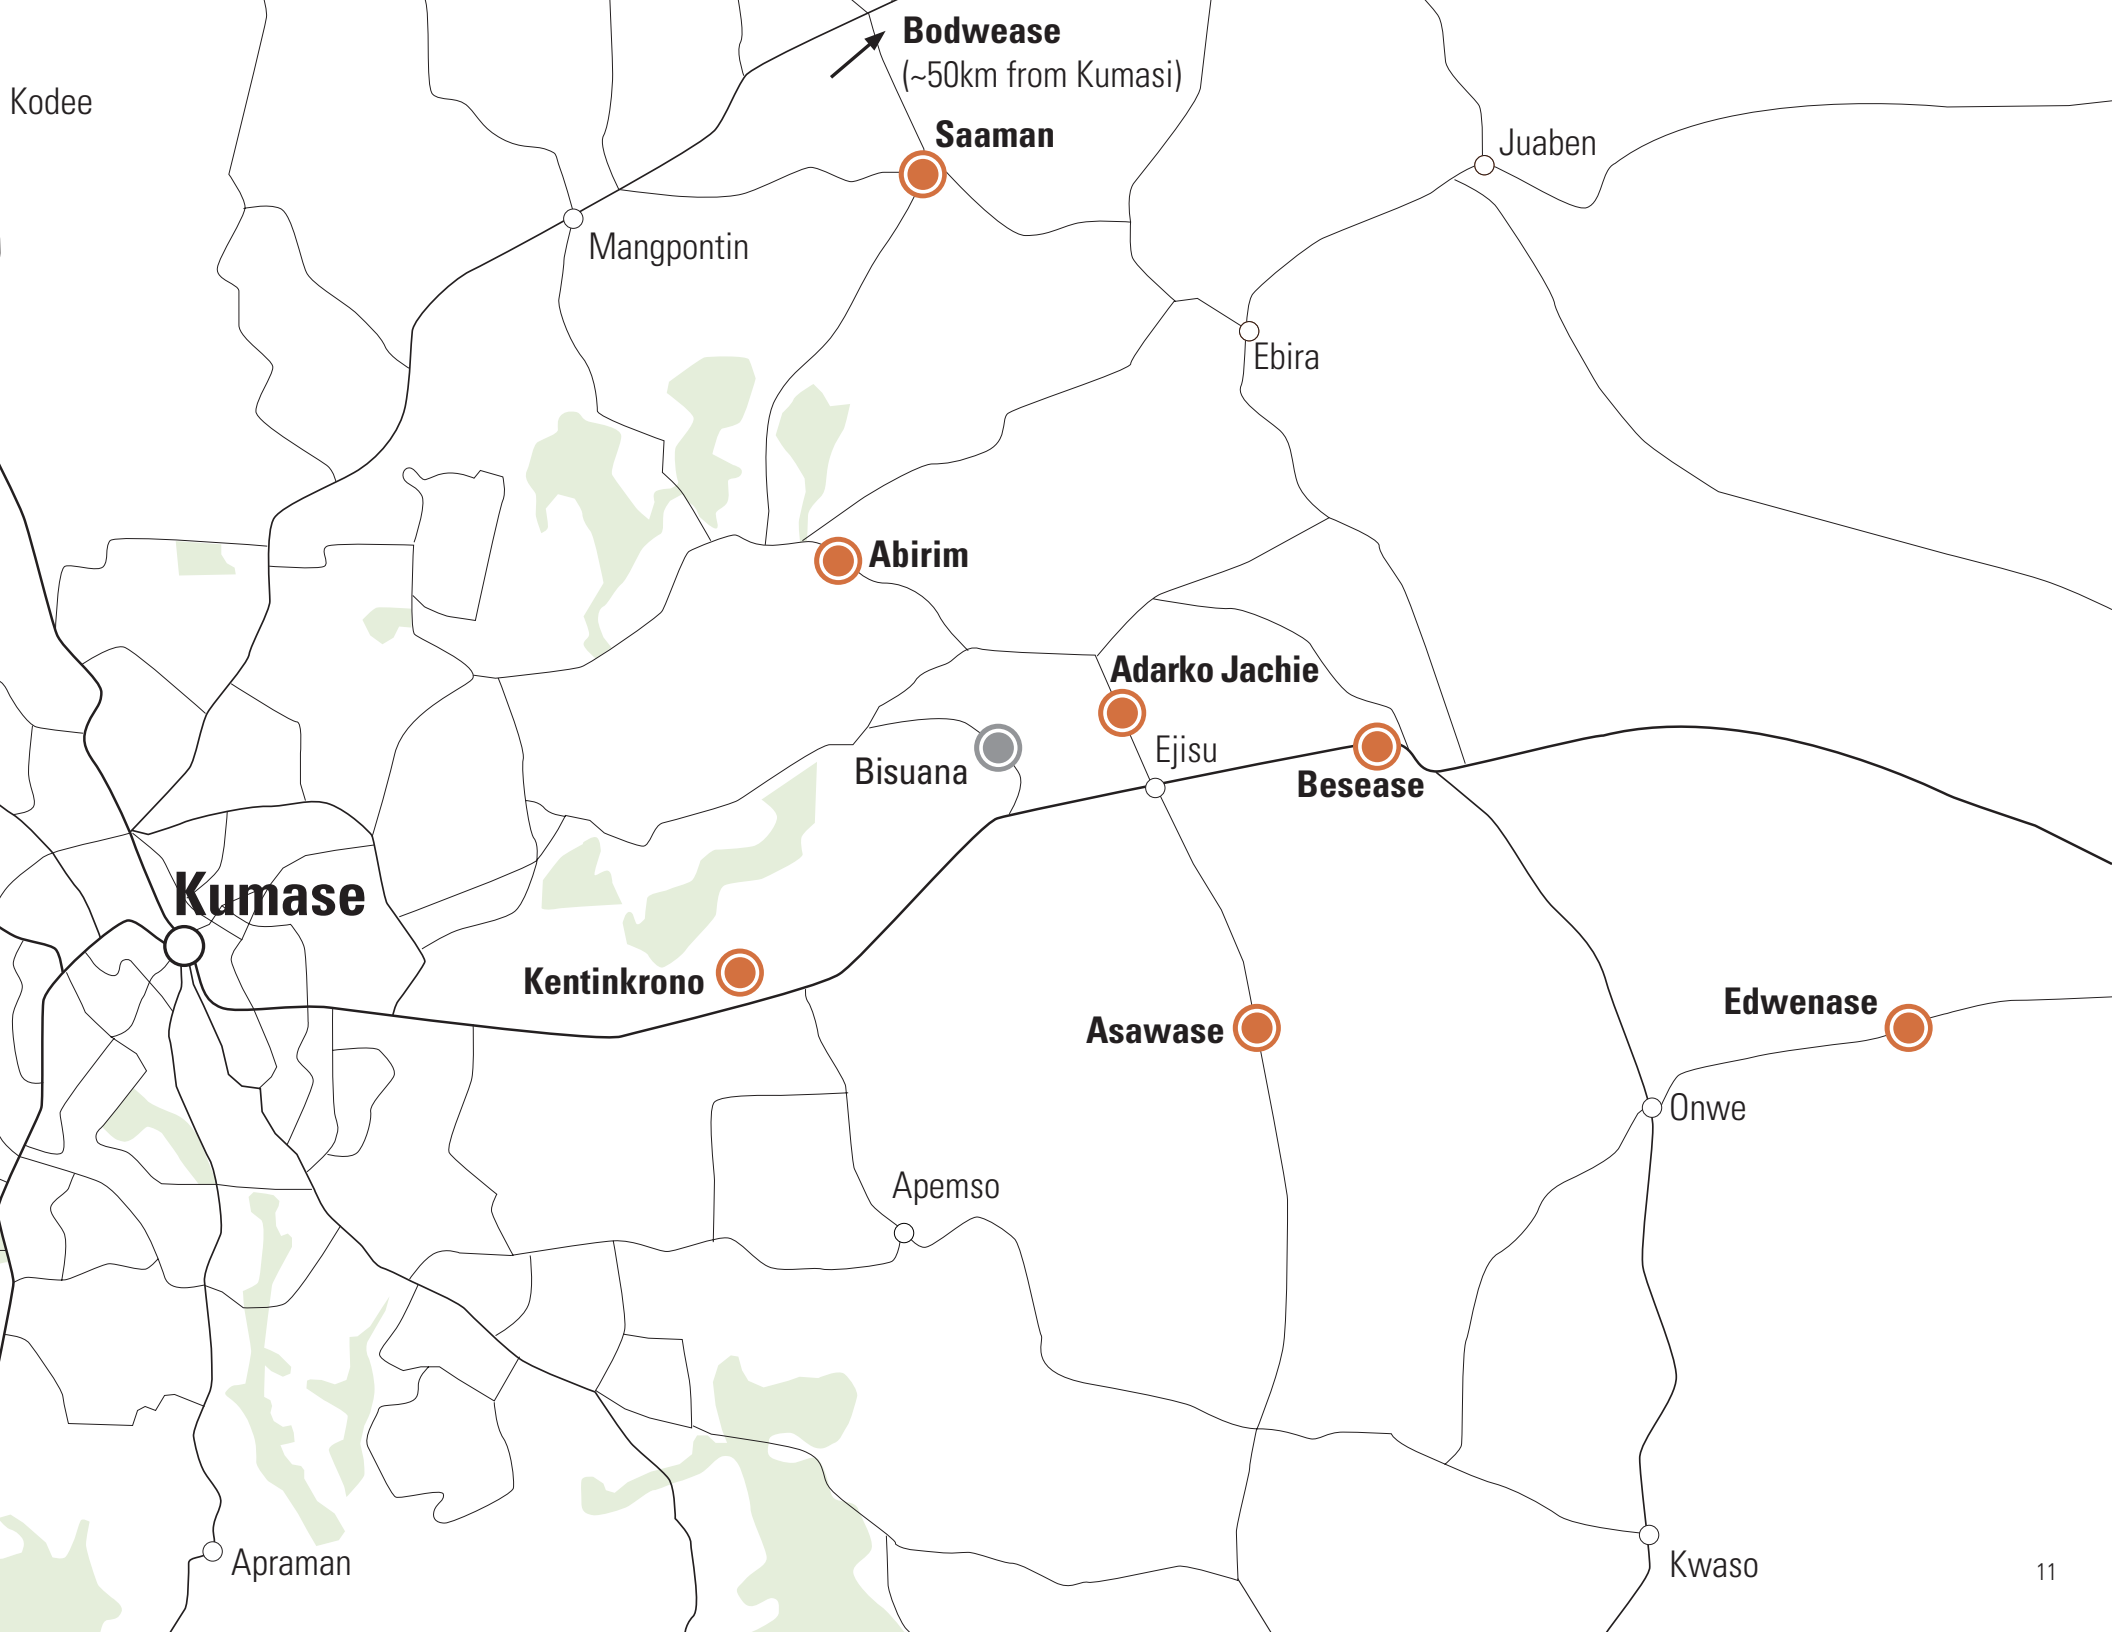 Bodwease
(~50km from Kumasi)
Kodee
Saaman
Juaben
Mangpontin
Ebira
Abirim
Adarko Jachie
Ejisu
Bisuana
Besease
Kumase
Kentinkrono
Edwenase
Asawase
Onwe
Apemso
Apraman
Kwaso
11